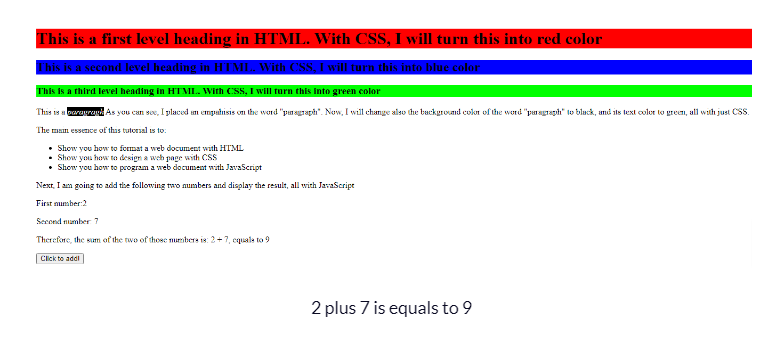 This is a first level heading in HTML. With CSS, I will turn this into red color
This is a second level heading in HTML. With CSS, I will turn this into blue color
This is a third level heading in HTML. With CSS, I will turn this into green color
This is a paragraph As you can see, I placed an empahisis on the word "paragraph". Now, I will change also the background color of the word "paragraph" to black, and its text color to green, all with just CSS.
The main essence of this tutorial is to:
• Show you how to format a web document with HTML
• Show you how to design a web page with CSS
• Show you how to program a web document with JavaScript
Next, I am going to add the following two numbers and display the result, all with JavaScript
First number:2
Second number: 7
Therefore, the sum of the two of those numbers is: 2 + 7, equals to 9
Click to add!
2 plus 7 is equals to 9